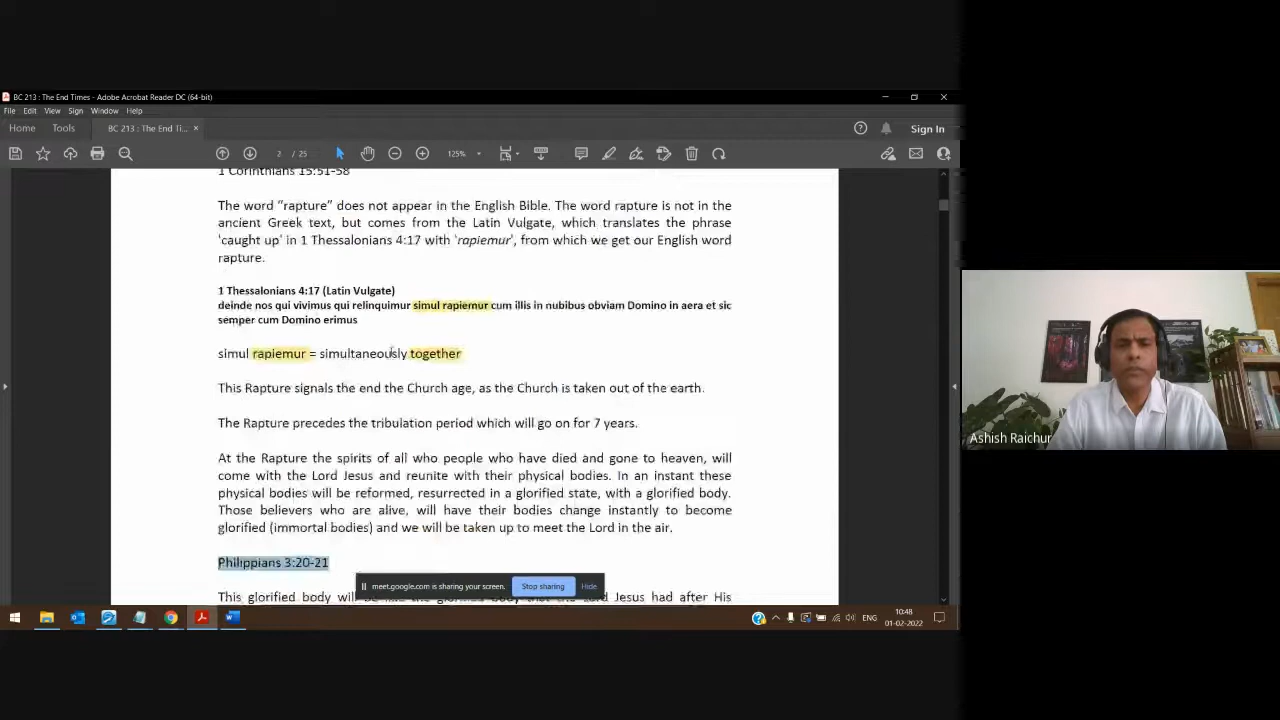 BC 213 : The End Times - Adobe Acrobat Reader DC (64-bit)
File Edit View Sign Window Help
Home Tools BC 213 : The End Ti... × Sign In
2 / 25 125%
1 Corinthians 15:51-58
The word “rapture” does not appear in the English Bible. The word rapture is not in the
ancient Greek text, but comes from the Latin Vulgate, which translates the phrase
‘caught up’ in 1 Thessalonians 4:17 with ‘rapiemur’, from which we get our English word
rapture.
1 Thessalonians 4:17 (Latin Vulgate)
deinde nos qui vivimus qui relinquimur simul rapiemur cum illis in nubibus obviam Domino in aera et sic
semper cum Domino erimus
simul rapiemur = simultaneously together
This Rapture signals the end the Church age, as the Church is taken out of the earth.
The Rapture precedes the tribulation period which will go on for 7 years.
At the Rapture the spirits of all who people who have died and gone to heaven, will
come with the Lord Jesus and reunite with their physical bodies. In an instant these
physical bodies will be reformed, resurrected in a glorified state, with a glorified body.
Those believers who are alive, will have their bodies change instantly to become
glorified (immortal bodies) and we will be taken up to meet the Lord in the air.
Philippians 3:20-21
meet.google.com is sharing your screen. Stop sharing Hide
This glorified body will Lord Jesus had after His
ENG
10:48
01-02-2022
Ashish Raichur